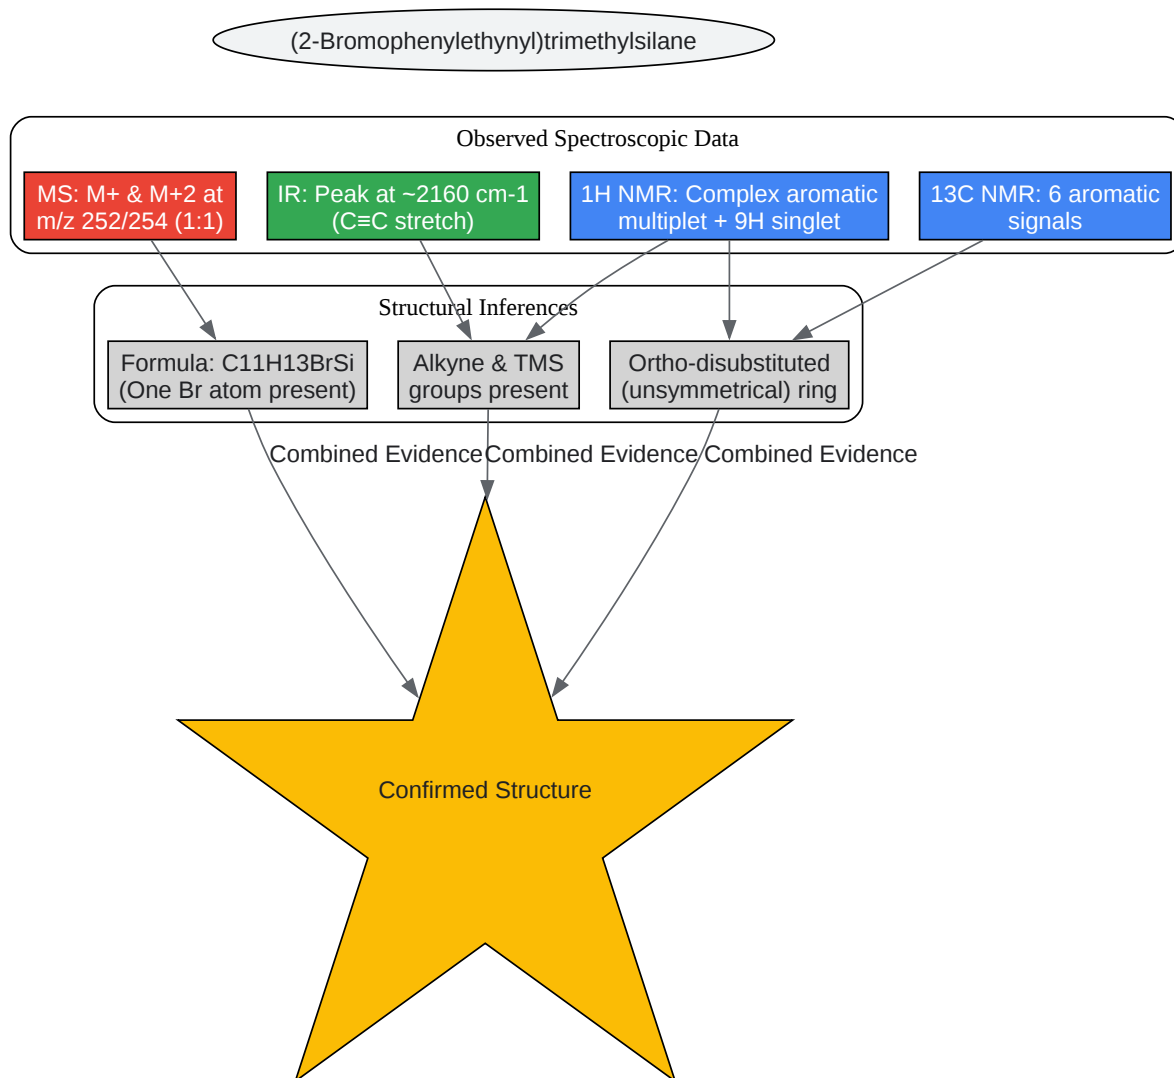 (2-Bromophenylethynyl)trimethylsilane
Observed Spectroscopic Data
MS: M+ & M+2 at
m/z 252/254 (1:1)
IR: Peak at ~2160 cm-1
(C≡C stretch)
1H NMR: Complex aromatic
multiplet + 9H singlet
13C NMR: 6 aromatic
signals
Structural Inferences
Formula: C11H13BrSi
(One Br atom present)
Alkyne & TMS
groups present
Ortho-disubstituted
(unsymmetrical) ring
Combined Evidence
Combined Evidence
Combined Evidence
Confirmed Structure